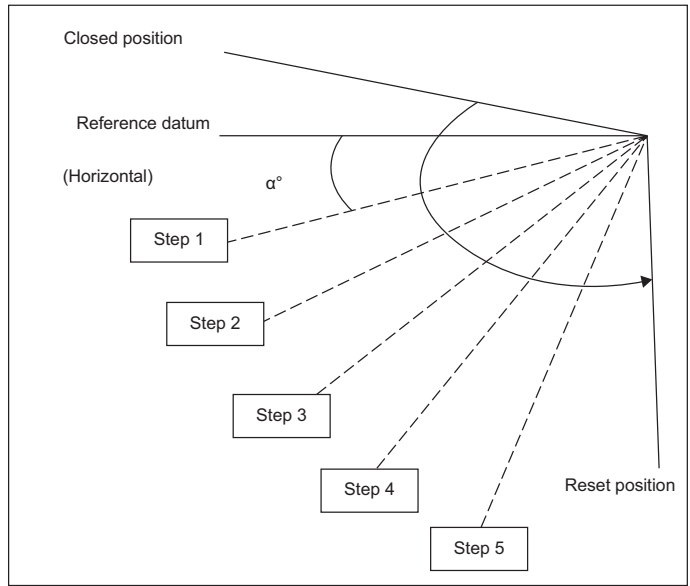 Closed position
Reference datum
(Horizontal)
α°
Step 1
Step 2
Step 3
Step 4
Reset position
Step 5